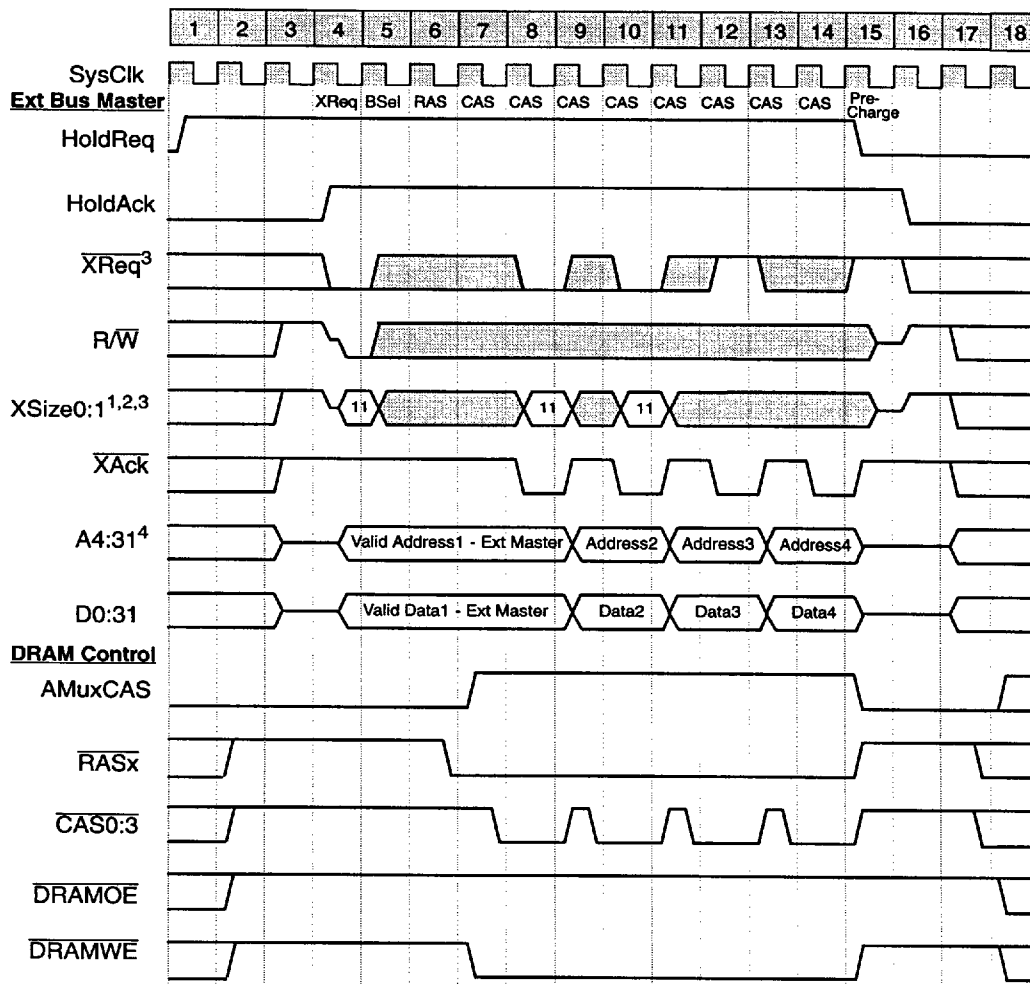 1 2 3 4 5 6 7 8 9 10 11 12 13 14 15 16 17 18
SysClk
Ext Bus Master
XReq BSel RAS CAS CAS CAS CAS CAS CAS CAS CAS Pre-
Charge
HoldReq
HoldAck
XReq³
R/W
XSize0:1¹,²,³ 11 11 11
XAck
A4:31⁴ Valid Address1 - Ext Master Address2 Address3 Address4
D0:31 Valid Data1 - Ext Master Data2 Data3 Data4
DRAM Control
AMuxCAS
RASx
CAS0:3
DRAMOE
DRAMWE